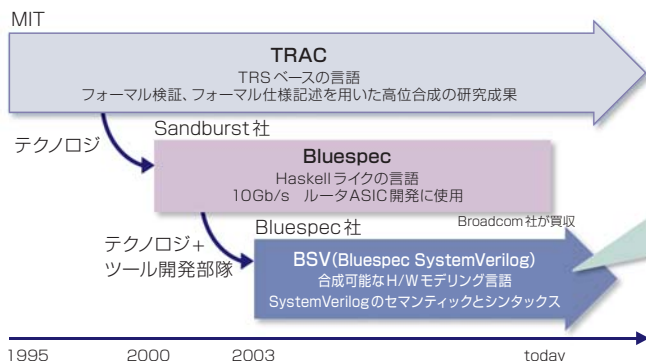 MIT
TRAC
TRSベースの言語
フォーマル検証、フォーマル仕様記述を用いた高位合成の研究成果
テクノロジ
Sandburst社
Bluespec
Haskellライクの言語
10Gb/s ルータASIC開発に使用
Broadcom社が買収
Bluespec社
テクノロジ+
ツール開発部隊
BSV(Bluespec SystemVerilog)
合成可能なH/Wモデリング言語
SystemVerilogのセマンティックとシンタックス
1995 2000 2003 today